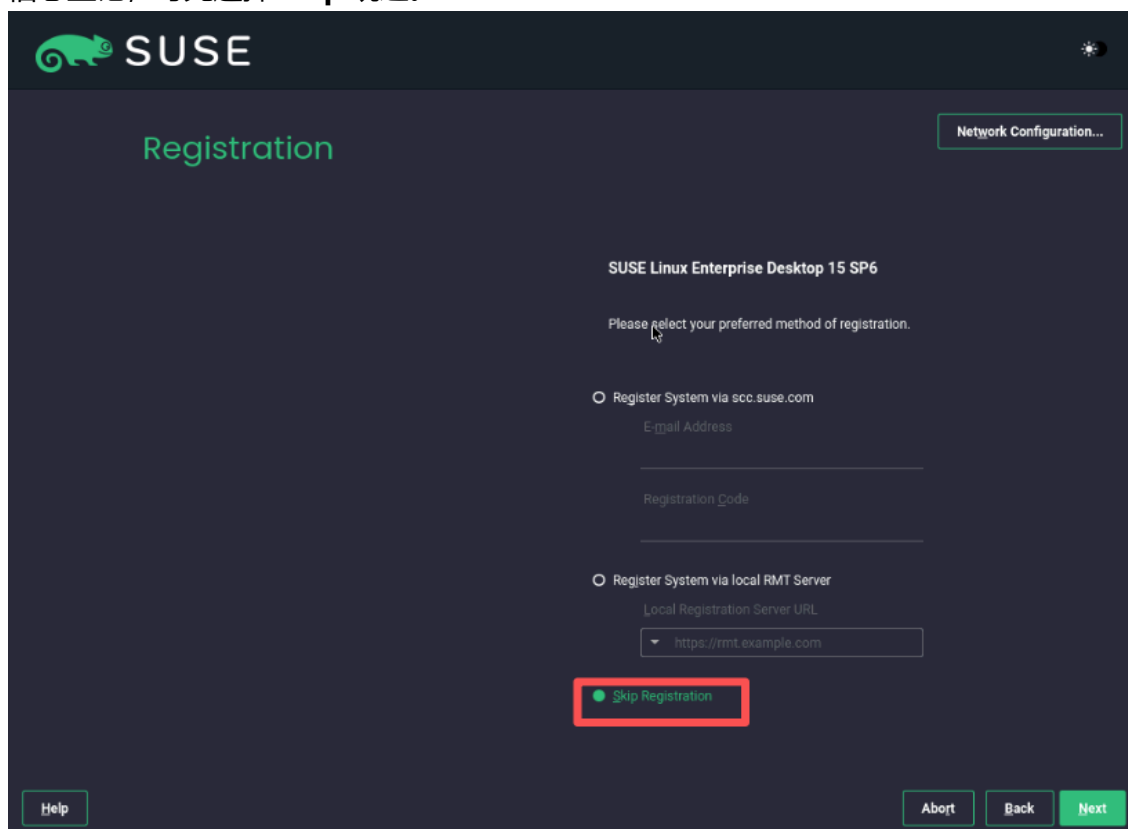 SUSE
Network Configuration...
Registration
SUSE Linux Enterprise Desktop 15 SP6
Please select your preferred method of registration.
Register System via scc.suse.com
E-mail Address
Registration Code
Register System via local RMT Server
Local Registration Server URL
https://rmt.example.com
Skip Registration
Help
Abort
Back
Next